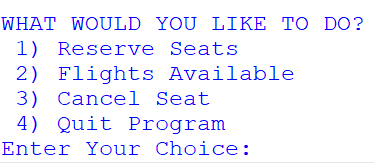 WHAT WOULD YOU LIKE TO DO?
1) Reserve Seats
2) Flights Available
3) Cancel Seat
4) Quit Program
Enter Your Choice: